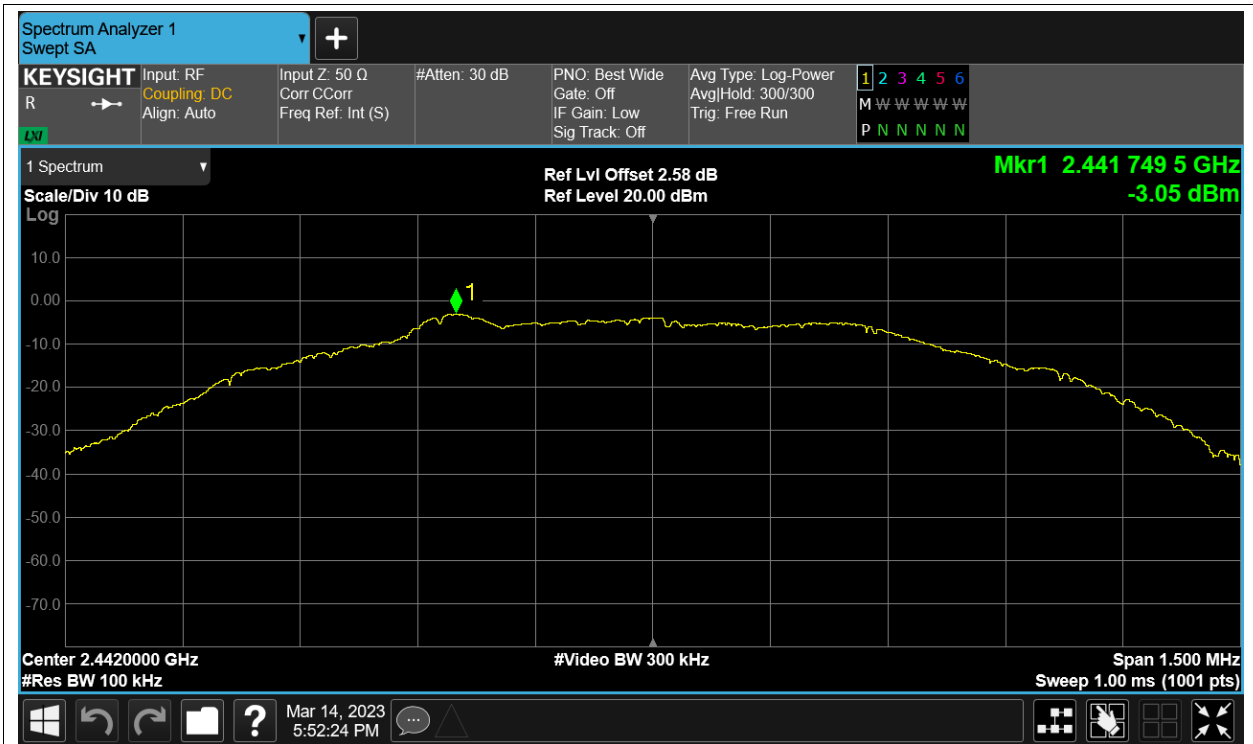 Spectrum Analyzer 1
Swept SA
KEYSIGHT
R
LXI
Input: RF
Coupling: DC
Align: Auto
Input Z: 50 Ω
Corr CCorr
Freq Ref: Int (S)
#Atten: 30 dB
PNO: Best Wide
Gate: Off
IF Gain: Low
Sig Track: Off
Avg Type: Log-Power
Avg|Hold: 300/300
Trig: Free Run
1 2 3 4 5 6
M W W W W W
P N N N N N
1 Spectrum
Scale/Div 10 dB
Log
Ref Lvl Offset 2.58 dB
Ref Level 20.00 dBm
Mkr1 2.441 749 5 GHz
-3.05 dBm
10.0
0.00
-10.0
-20.0
-30.0
-40.0
-50.0
-60.0
-70.0
1
Center 2.4420000 GHz
#Res BW 100 kHz
#Video BW 300 kHz
Span 1.500 MHz
Sweep 1.00 ms (1001 pts)
?
Mar 14, 2023
5:52:24 PM